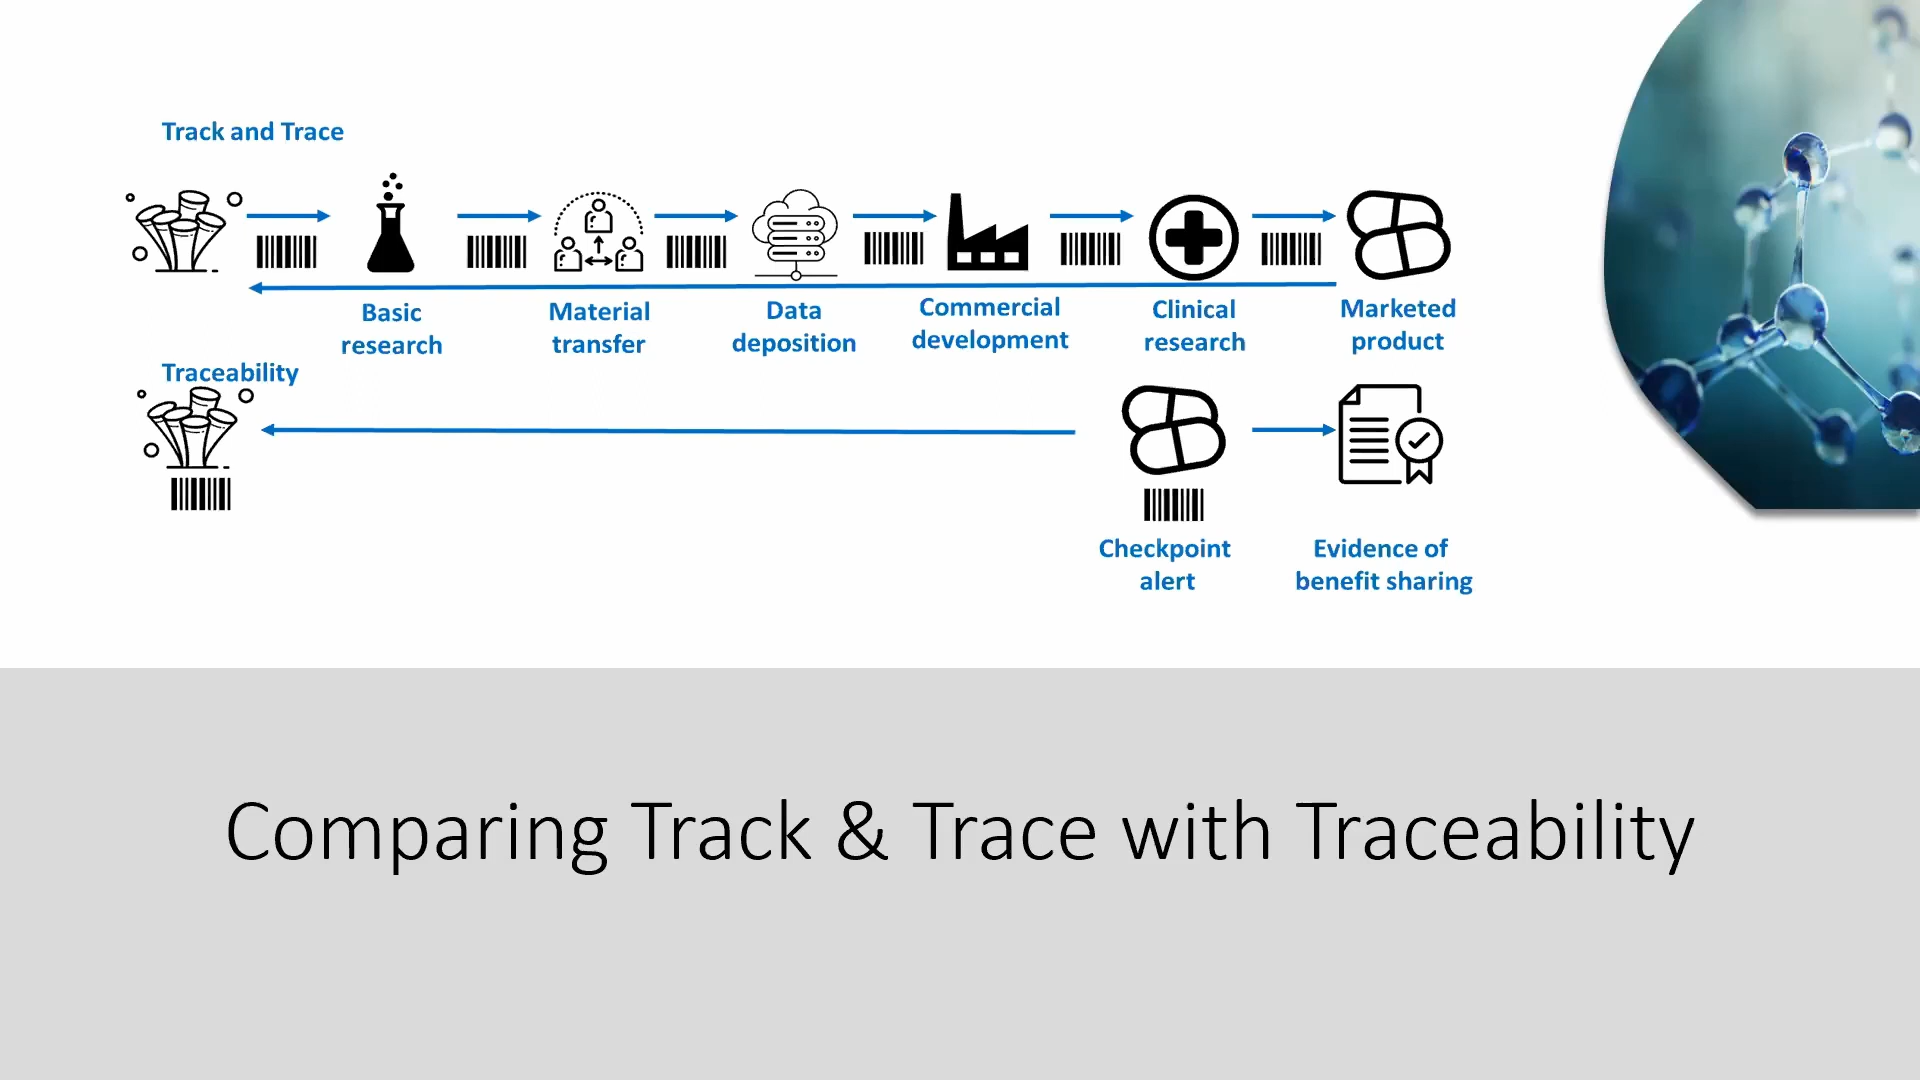 Track and Trace
Basic
research
Material
transfer
Data
deposition
Commercial
development
Clinical
research
Marketed
product
Traceability
Checkpoint
alert
Evidence of
benefit sharing
Comparing Track & Trace with Traceability